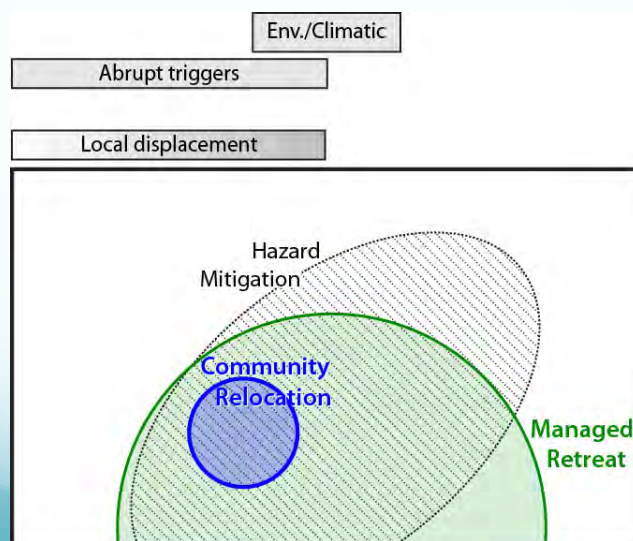 Env./Climatic
Abrupt triggers
Local displacement
Hazard
Mitigation
Community
Relocation
Managed
Retreat